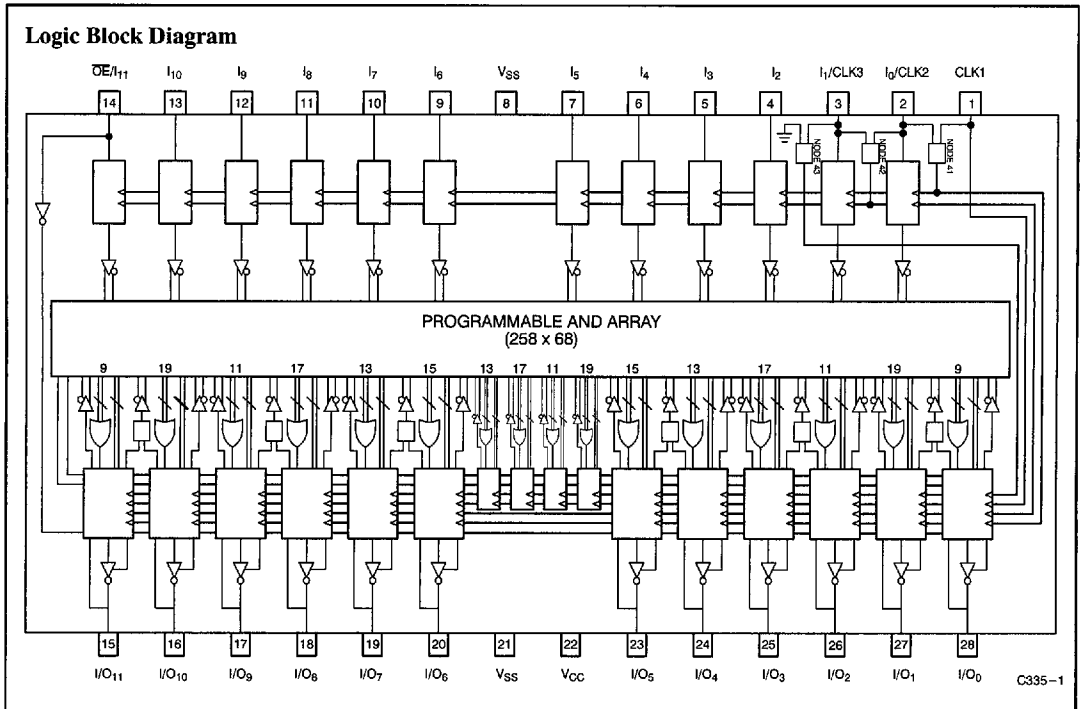 Logic Block Diagram
O̅E̅/I₁₁ I₁₀ I₉ I₈ I₇ I₆ VSS I₅ I₄ I₃ I₂ I₁/CLK3 I₀/CLK2 CLK1
14 13 12 11 10 9 8 7 6 5 4 3 2 1
NODE 43 NODE 42 NODE 41
PROGRAMMABLE AND ARRAY
(258 x 68)
9 19 11 17 13 15 13 17 11 19 15 13 17 11 19 9
15 16 17 18 19 20 21 22 23 24 25 26 27 28
I/O₁₁ I/O₁₀ I/O₉ I/O₈ I/O₇ I/O₆ VSS VCC I/O₅ I/O₄ I/O₃ I/O₂ I/O₁ I/O₀
C335–1